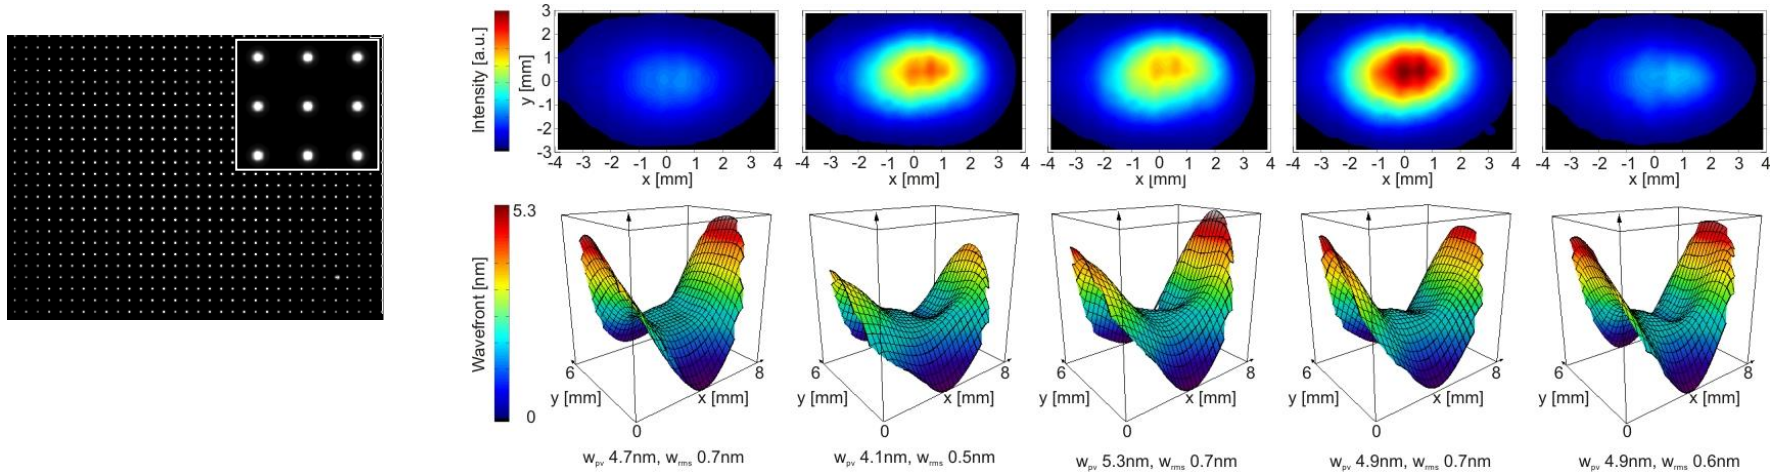 Intensity [a.u.]
y [mm]
3
2
1
0
-1
-2
-3
-4 -3 -2 -1 0 1 2 3 4
x [mm]
-4 -3 -2 -1 0 1 2 3 4
x [mm]
-4 -3 -2 -1 0 1 2 3 4
x [mm]
-4 -3 -2 -1 0 1 2 3 4
x [mm]
-4 -3 -2 -1 0 1 2 3 4
x [mm]
Wavefront [nm]
5.3
0
6 8
y [mm] x [mm]
0
6 8
y [mm] x [mm]
0
6 8
y [mm] x [mm]
0
6 8
y [mm] x [mm]
0
6 8
y [mm] x [mm]
0
wpv 4.7nm, wrms 0.7nm
wpv 4.1nm, wrms 0.5nm
wpv 5.3nm, wrms 0.7nm
wpv 4.9nm, wrms 0.7nm
wpv 4.9nm, wrms 0.6nm